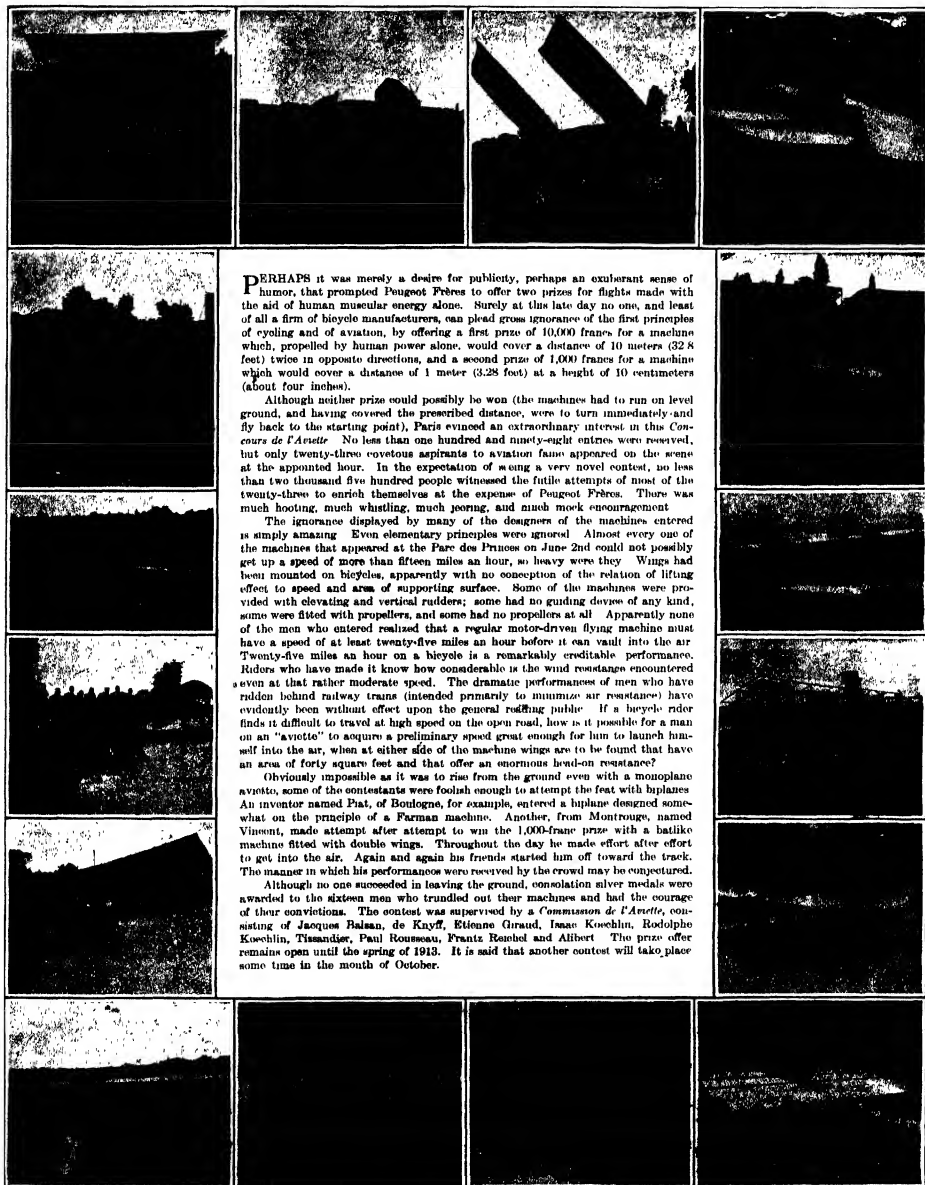 PERHAPS it was merely a desire for publicity, perhaps an exuberant sense of
humor, that prompted Peugeot Frères to offer two prizes for flights made with
the aid of human muscular energy alone. Surely at this late day no one, and least
of all a firm of bicycle manufacturers, can plead gross ignorance of the first principles
of cycling and of aviation, by offering a first prize of 10,000 francs for a machine
which, propelled by human power alone, would cover a distance of 10 meters (32 8
feet) twice in opposite directions, and a second prize of 1,000 francs for a machine
which would cover a distance of 1 meter (3.28 foot) at a height of 10 centimeters
(about four inches).
Although neither prize could possibly be won (the machines had to run on level
ground, and having covered the prescribed distance, were to turn immediately and
fly back to the starting point), Paris evinced an extraordinary interest in this Con-
cours de l'Aviette No less than one hundred and ninety-eight entries were received,
but only twenty-three covetous aspirants to aviation fame appeared on the scene
at the appointed hour. In the expectation of seeing a very novel contest, no less
than two thousand five hundred people witnessed the futile attempts of most of the
twenty-three to enrich themselves at the expense of Peugeot Frères. There was
much hooting, much whistling, much jeering, and much mock encouragement
The ignorance displayed by many of the designers of the machines entered
is simply amazing Even elementary principles were ignored Almost every one of
the machines that appeared at the Parc des Princes on June 2nd could not possibly
get up a speed of more than fifteen miles an hour, so heavy were they Wings had
been mounted on bicycles, apparently with no conception of the relation of lifting
effect to speed and area of supporting surface. Some of the machines were pro-
vided with elevating and vertical rudders; some had no guiding device of any kind,
some were fitted with propellers, and some had no propellers at all Apparently none
of the men who entered realized that a regular motor-driven flying machine must
have a speed of at least twenty-five miles an hour before it can vault into the air
Twenty-five miles an hour on a bicycle is a remarkably creditable performance.
Riders who have made it know how considerable is the wind resistance encountered
even at that rather moderate speed. The dramatic performances of men who have
ridden behind railway trains (intended primarily to minimize air resistance) have
evidently been without effect upon the general reading public If a bicycle rider
finds it difficult to travel at high speed on the open road, how is it possible for a man
on an "aviette" to acquire a preliminary speed great enough for him to launch him-
self into the air, when at either side of the machine wings are to be found that have
an area of forty square feet and that offer an enormous head-on resistance?
Obviously impossible as it was to rise from the ground even with a monoplane
aviette, some of the contestants were foolish enough to attempt the feat with biplanes
An inventor named Piat, of Boulogne, for example, entered a biplane designed some-
what on the principle of a Farman machine. Another, from Montrouge, named
Vincent, made attempt after attempt to win the 1,000-franc prize with a batlike
machine fitted with double wings. Throughout the day he made effort after effort
to get into the air. Again and again his friends started him off toward the track.
The manner in which his performances were received by the crowd may be conjectured.
Although no one succeeded in leaving the ground, consolation silver medals were
awarded to the sixteen men who trundled out their machines and had the courage
of their convictions. The contest was supervised by a Commission de l'Aviette, con-
sisting of Jacques Balsan, de Knyff, Etienne Giraud, Isaac Koechlin, Rodolphe
Koechlin, Tissandier, Paul Rousseau, Frantz Reichel and Alibert The prize offer
remains open until the spring of 1913. It is said that another contest will take place
some time in the month of October.